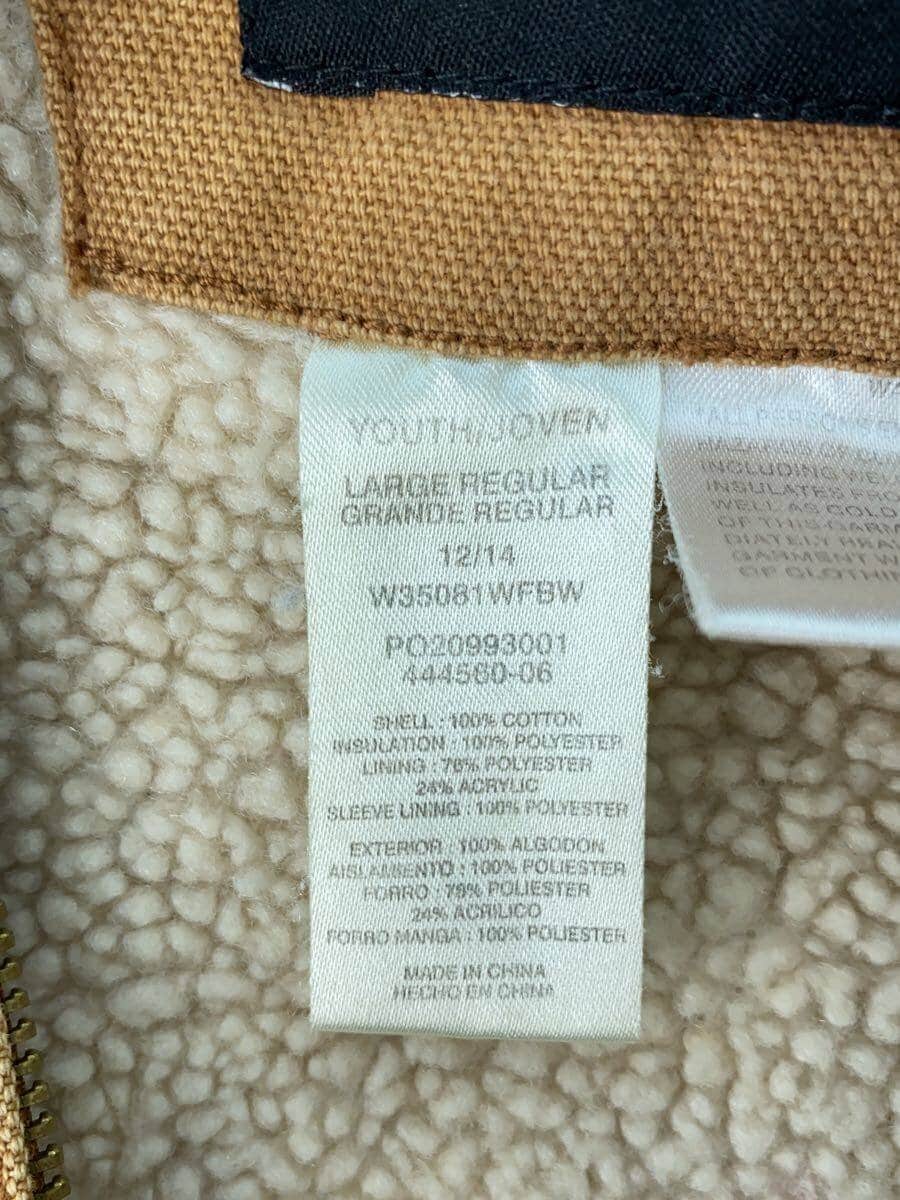 YOUTH/JOVEN
LARGE REGULAR
GRANDE REGULAR
12/14
W35081WFBW
PO20993001
444560-06
SHELL : 100% COTTON
INSULATION : 100% POLYESTER
LINING : 76% POLYESTER
24% ACRYLIC
SLEEVE LINING : 100% POLYESTER
EXTERIOR : 100% ALGODON
AISLAMIENTO : 100% POLIESTER
FORRO : 76% POLIESTER
24% ACRILICO
FORRO MANGA : 100% POLIESTER
MADE IN CHINA
HECHO EN CHINA
INCLUDING
INSULATES
WELL AS COLD
OF THIS
GARMENT
OF